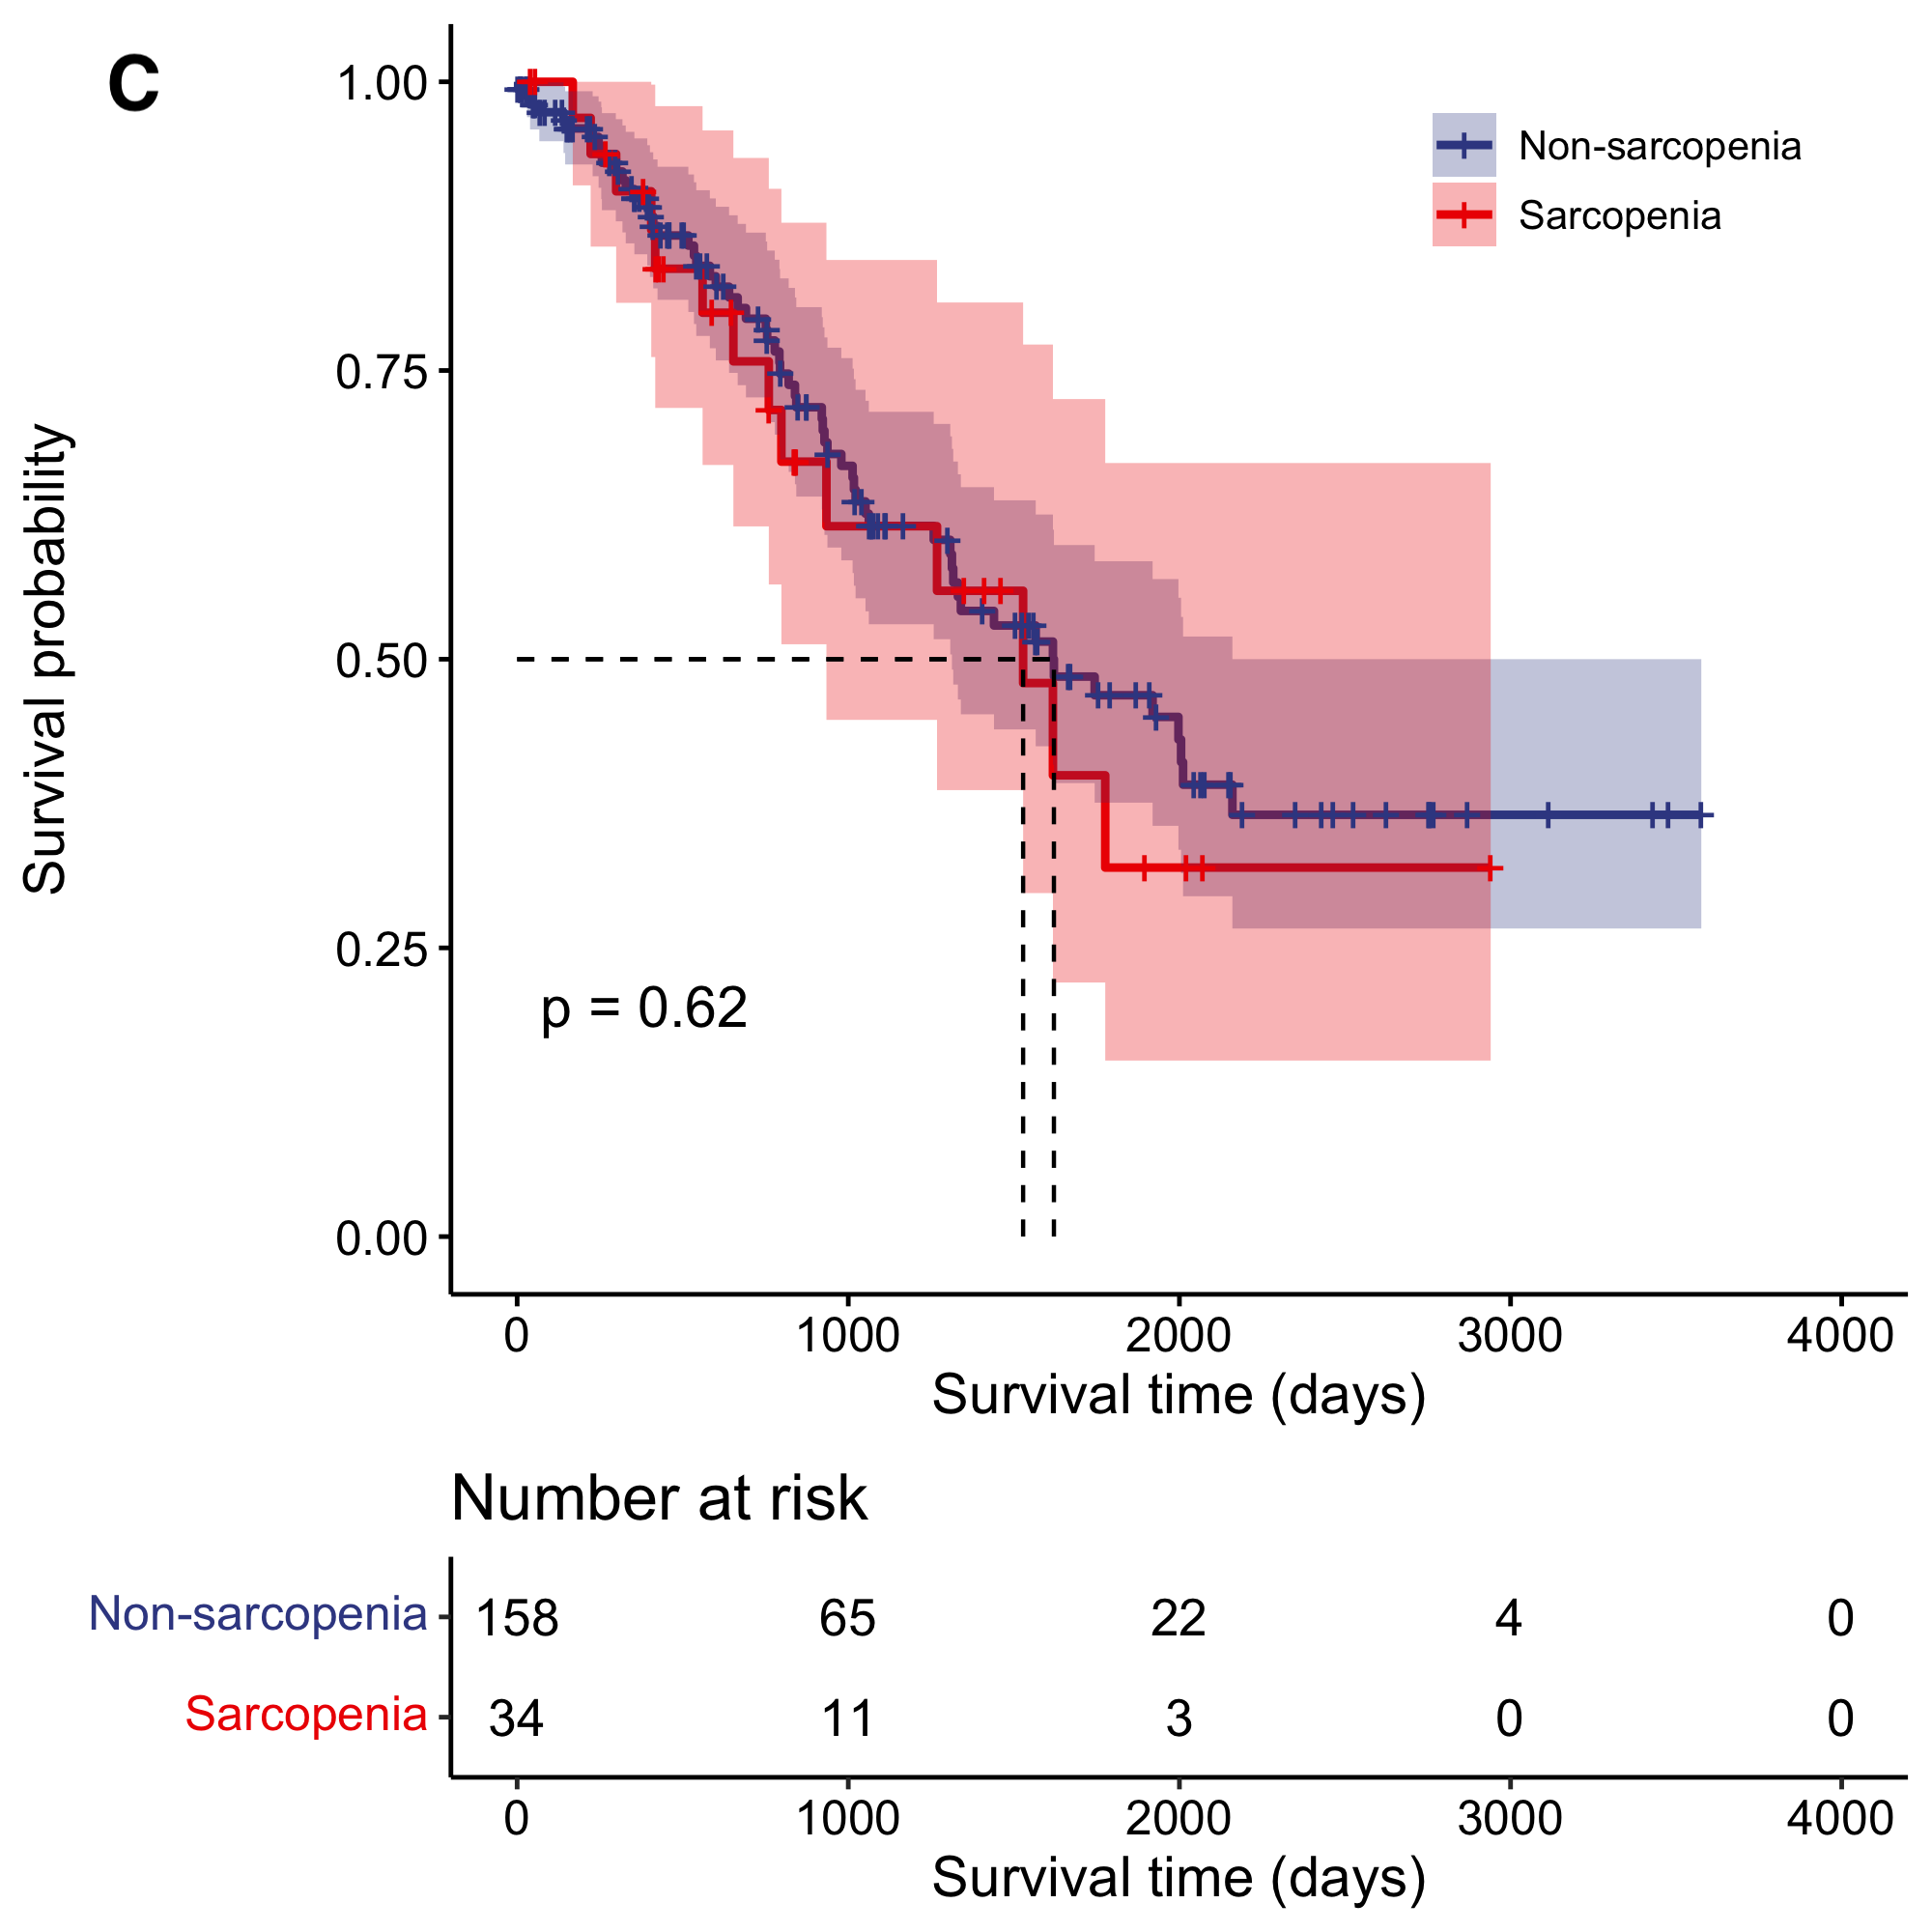 C
1.00
0.75
0.50
0.25
0.00
Survival probability
Non-sarcopenia
Sarcopenia
p = 0.62
0 1000 2000 3000 4000
Survival time (days)
Number at risk
Non-sarcopenia 158 65 22 4 0
Sarcopenia 34 11 3 0 0
0 1000 2000 3000 4000
Survival time (days)